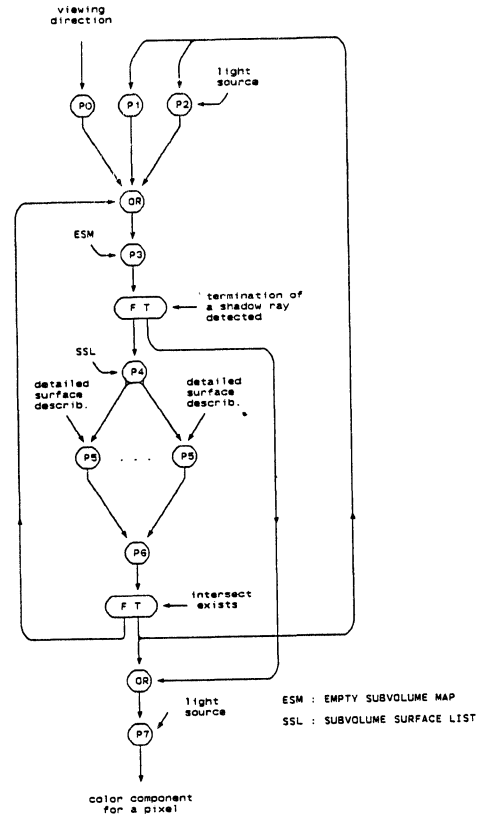 viewing
direction
light
source
P0
P1
P2
OR
ESM
P3
F T
termination of
a shadow ray
detected
SSL
P4
detailed
surface
describ.
detailed
surface
describ.
P5
. . .
P5
P6
F T
intersect
exists
OR
light
source
P7
ESM : EMPTY SUBVOLUME MAP
SSL : SUBVOLUME SURFACE LIST
color component
for a pixel